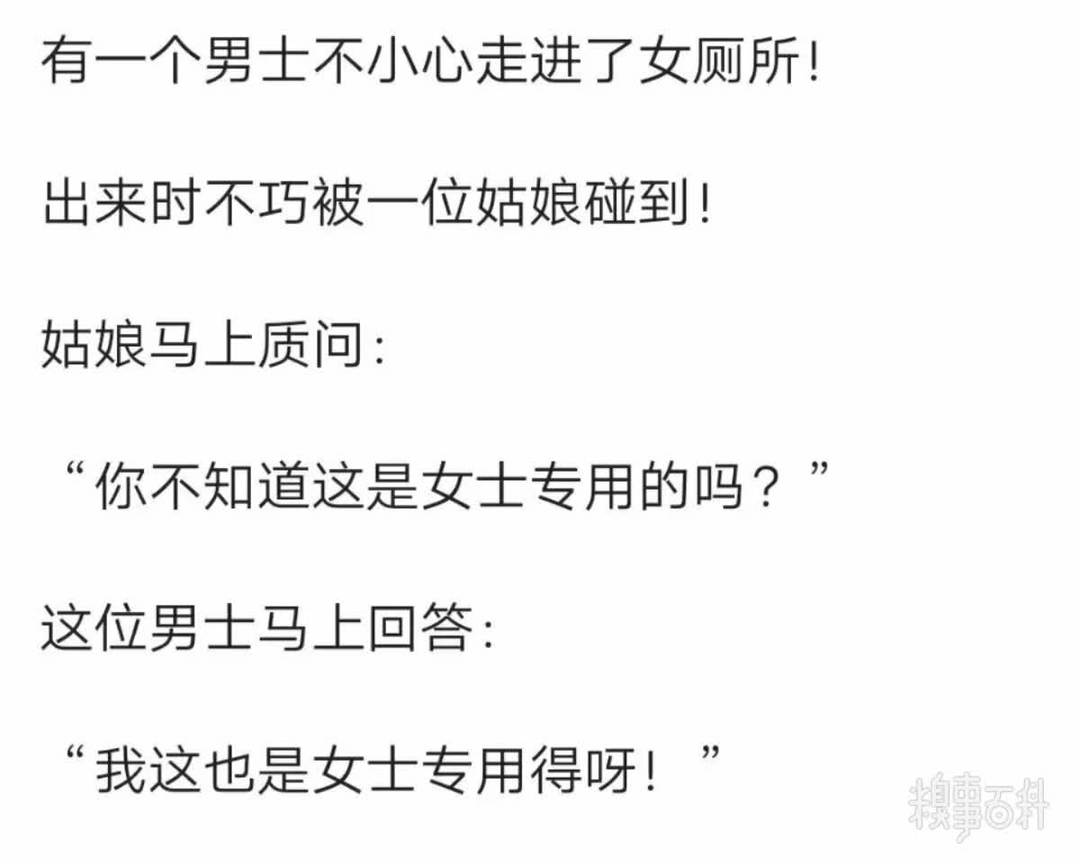 有一个男士不小心走进了女厕所！
出来时不巧被一位姑娘碰到！
姑娘马上质问：
“你不知道这是女士专用的吗？”
这位男士马上回答：
“我这也是女士专用得呀！”
糗事百科